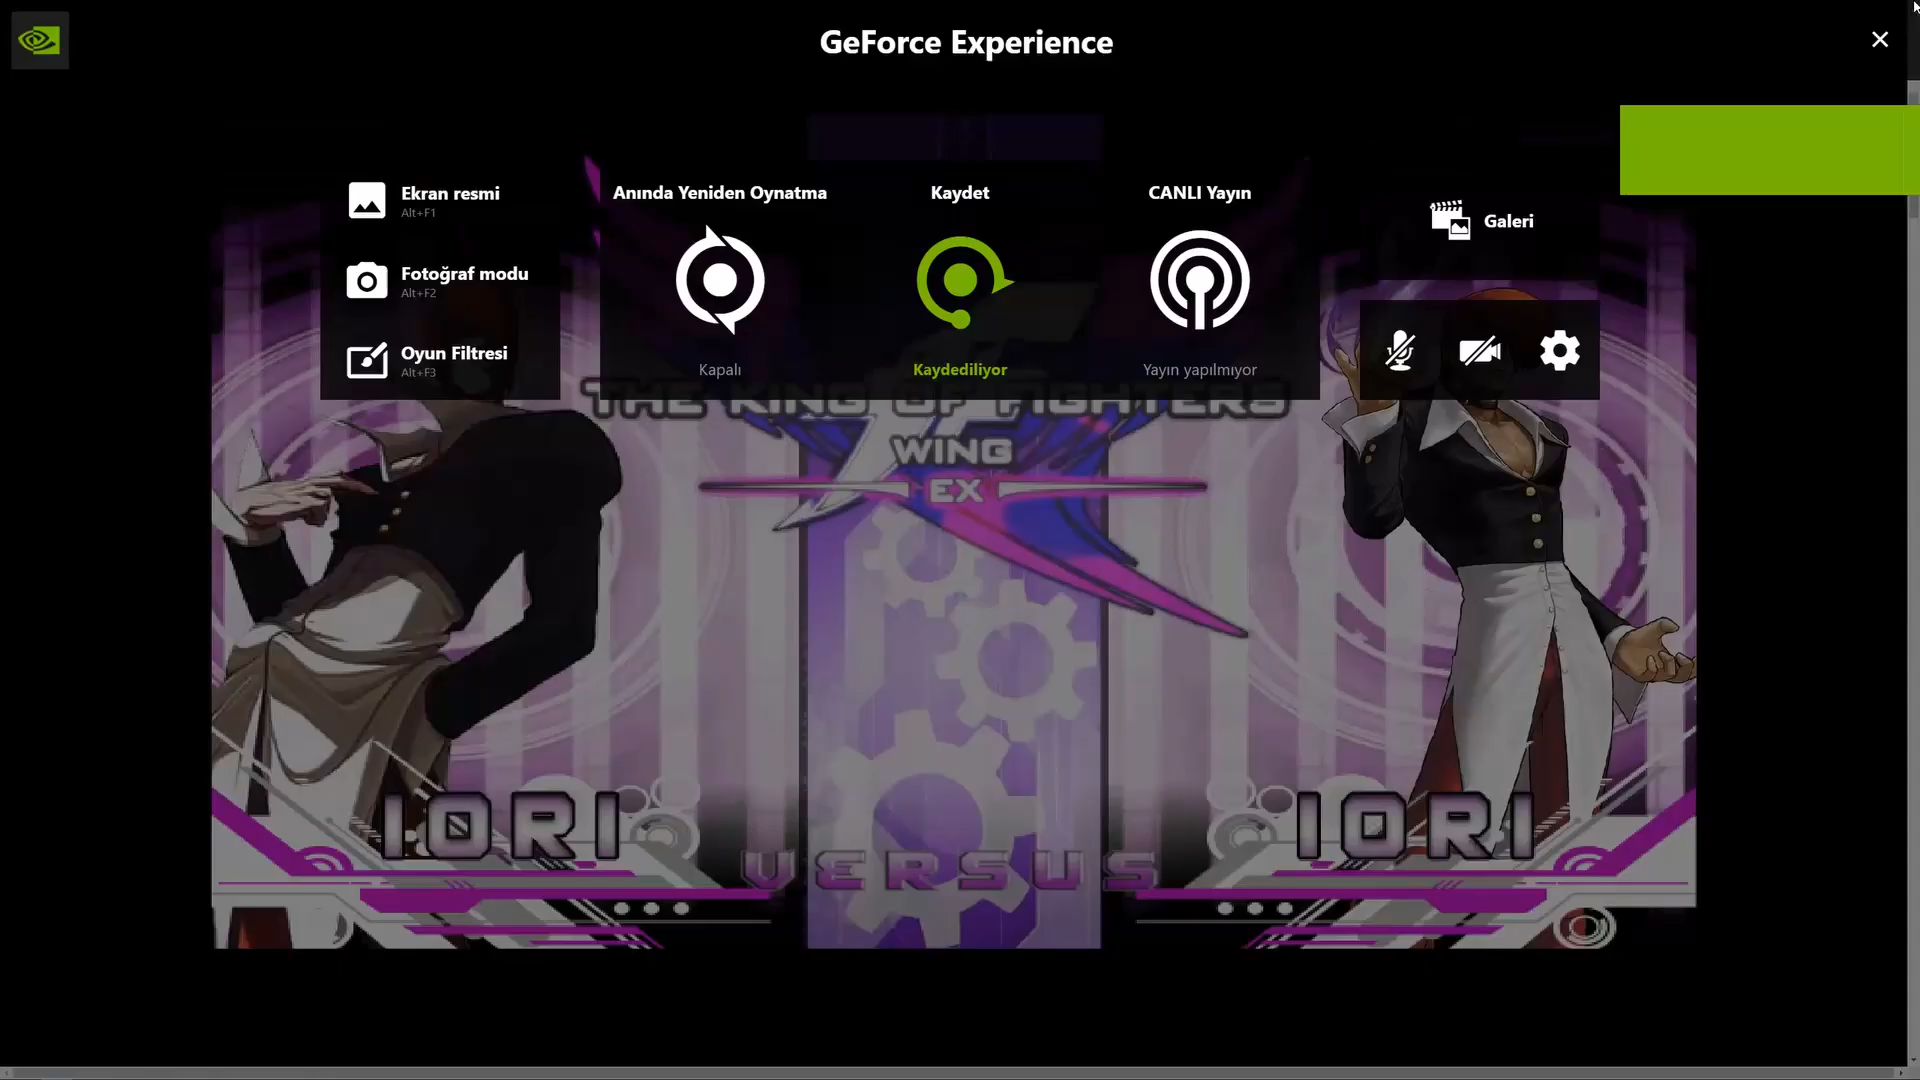 GeForce Experience
Ekran resmi
Alt+F1
Fotoğraf modu
Alt+F2
Oyun Filtresi
Alt+F3
Anında Yeniden Oynatma
Kapalı
Kaydet
Kaydediliyor
CANLI Yayın
Yayın yapılmıyor
Galeri
THE KING OF FIGHTERS
WING
EX
IORI
IORI
VERSUS